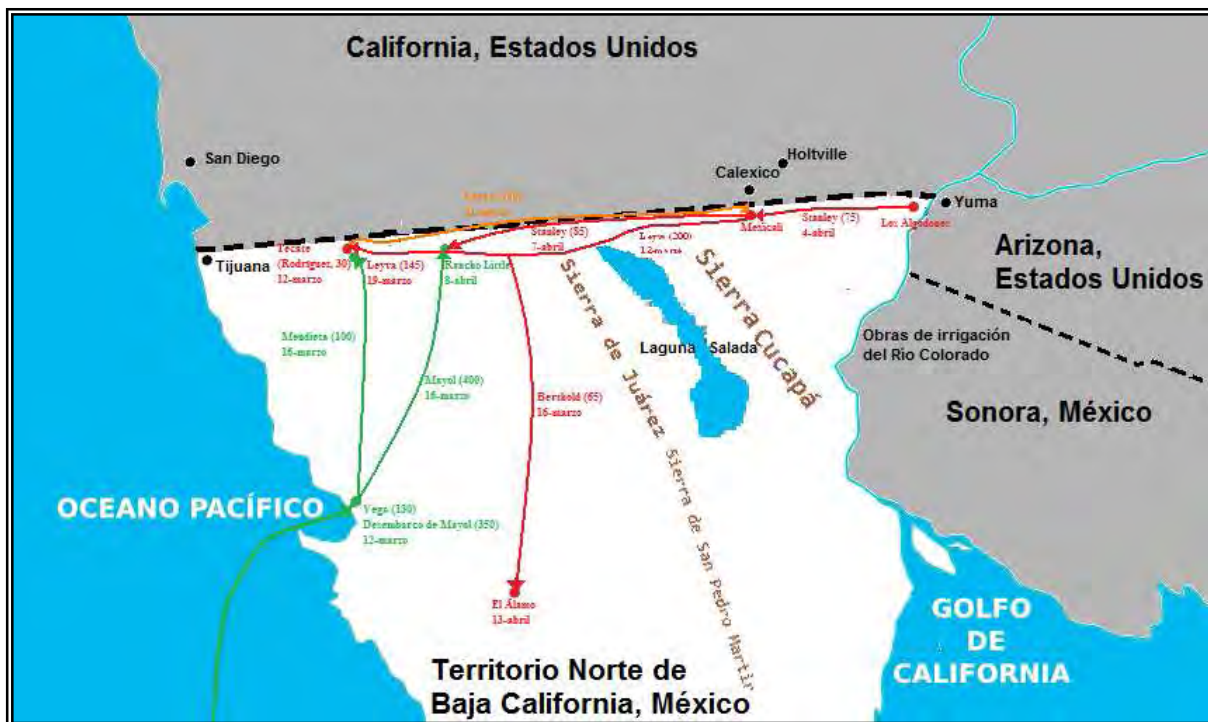 California, Estados Unidos
San Diego
Holtville
Calexico
Yuma
Los Algodones
Mexicali
Stanley (75)
4-abril
Stanley (85)
7-abril
Leyva (200)
12-marzo
Tecate
(Rodríguez, 30)
12-marzo
Tijuana
Leyva (145)
19-marzo
Rancho Little
8-abril
Arizona,
Estados Unidos
Sierra Cucapá
Sierra de Juárez
Sierra de San Pedro Martir
Laguna Salada
Obras de irrigación
del Rio Colorado
Mendieta (100)
16-marzo
Mayol (400)
16-marzo
Berthold (65)
16-marzo
Sonora, México
OCEANO PACÍFICO
Vega (130)
Desembarco de Mayol (350)
12-marzo
El Álamo
13-abril
GOLFO
DE
CALIFORNIA
Territorio Norte de
Baja California, México